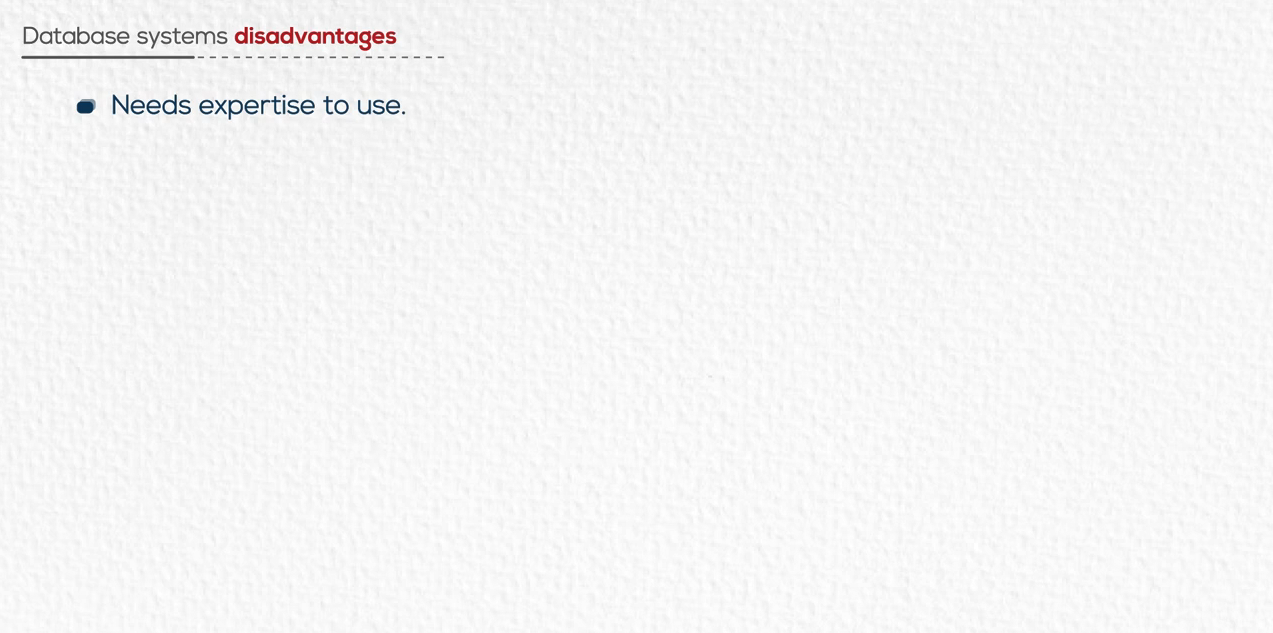 Database systems disadvantages
Needs expertise to use.